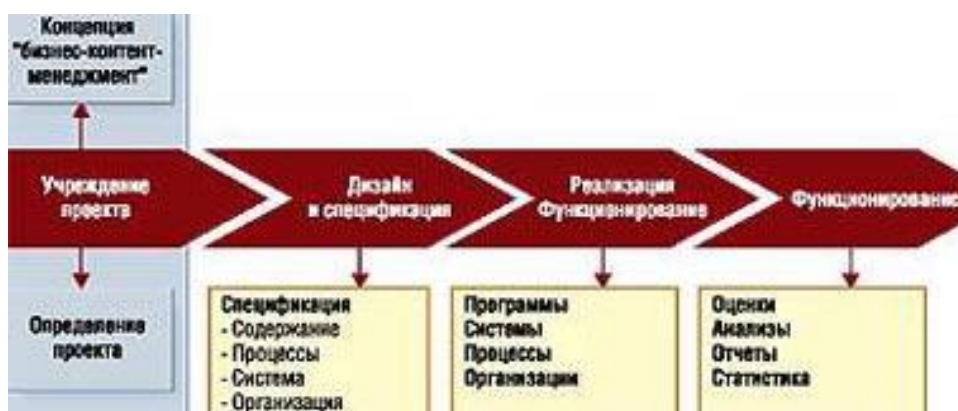 Концепция
"бизнес-контент-
менеджмент"
Учреждение
проекта
Дизайн
и спецификация
Реализация
Функционирование
Функционирование
Определение
проекта
Спецификация
- Содержание
- Процессы
- Система
- Организация
Программы
Системы
Процессы
Организации
Оценки
Анализы
Отчеты
Статистика